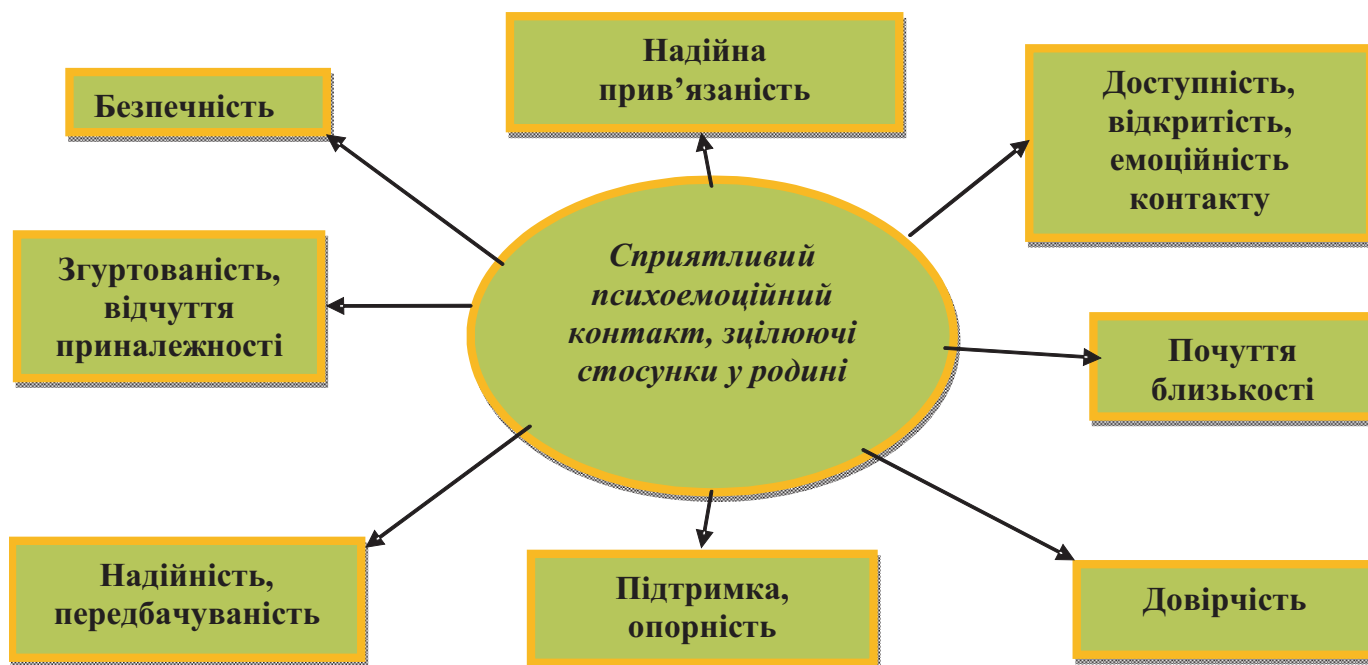 Надійна
прив’язаність
Безпечність
Доступність,
відкритість,
емоційність
контакту
Згуртованість,
відчуття
приналежності
Сприятливий
психоемоційний
контакт, зцілюючі
стосунки у родині
Почуття
близькості
Надійність,
передбачуваність
Підтримка,
опорність
Довірчість